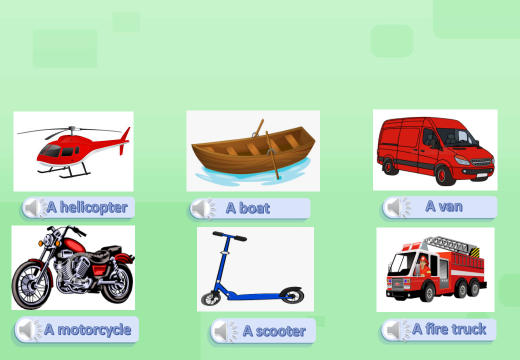 A helicopter
A boat
A van
A motorcycle
A scooter
A fire truck